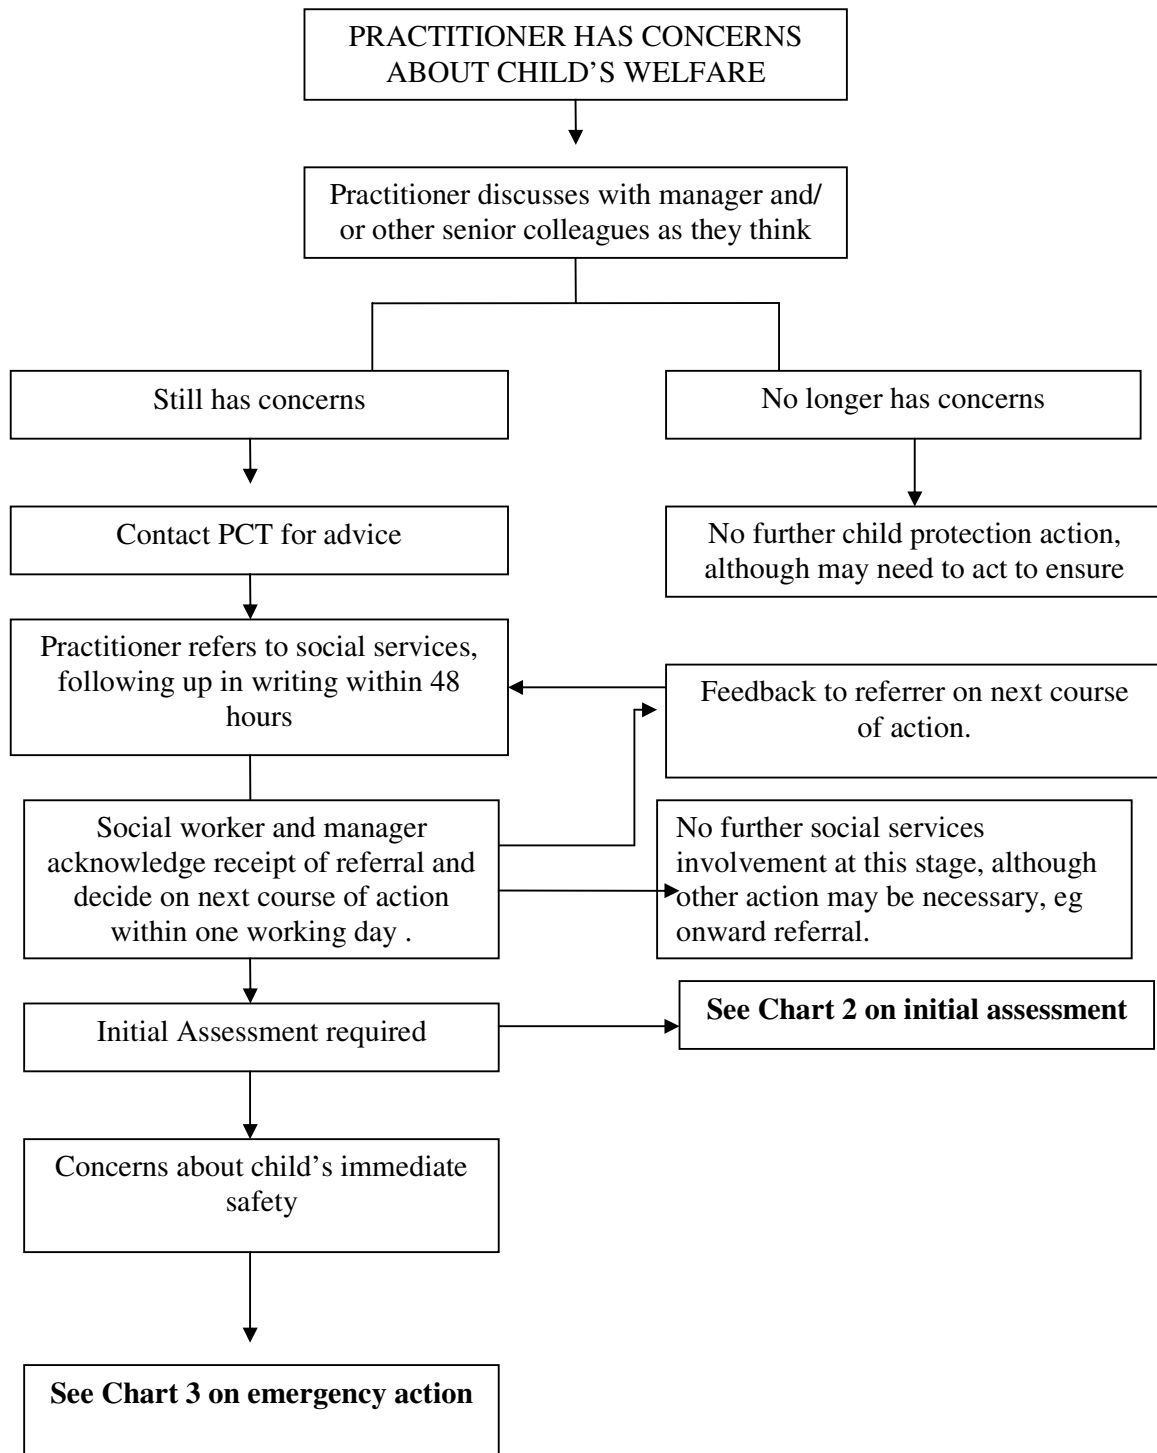 PRACTITIONER HAS CONCERNS
ABOUT CHILD'S WELFARE
Practitioner discusses with manager and/
or other senior colleagues as they think
Still has concerns
No longer has concerns
Contact PCT for advice
No further child protection action,
although may need to act to ensure
Practitioner refers to social services,
following up in writing within 48
hours
Feedback to referrer on next course
of action.
Social worker and manager
acknowledge receipt of referral and
decide on next course of action
within one working day .
No further social services
involvement at this stage, although
other action may be necessary, eg
onward referral.
Initial Assessment required
See Chart 2 on initial assessment
Concerns about child's immediate
safety
See Chart 3 on emergency action